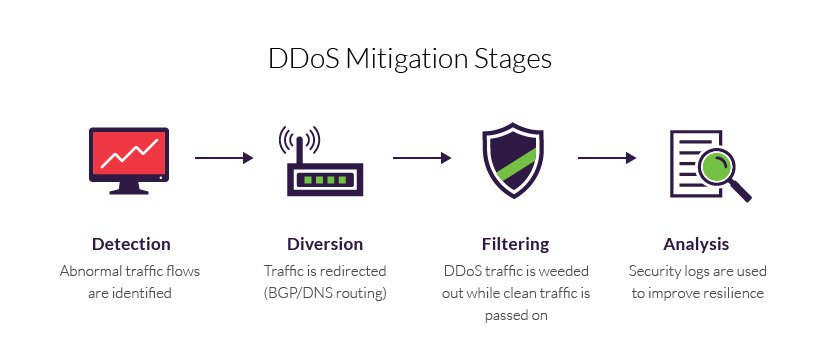 DDoS Mitigation Stages
Detection
Abnormal traffic flows
are identified
Diversion
Traffic is redirected
(BGP/DNS routing)
Filtering
DDoS traffic is weeded
out while clean traffic is
passed on
Analysis
Security logs are used
to improve resilience